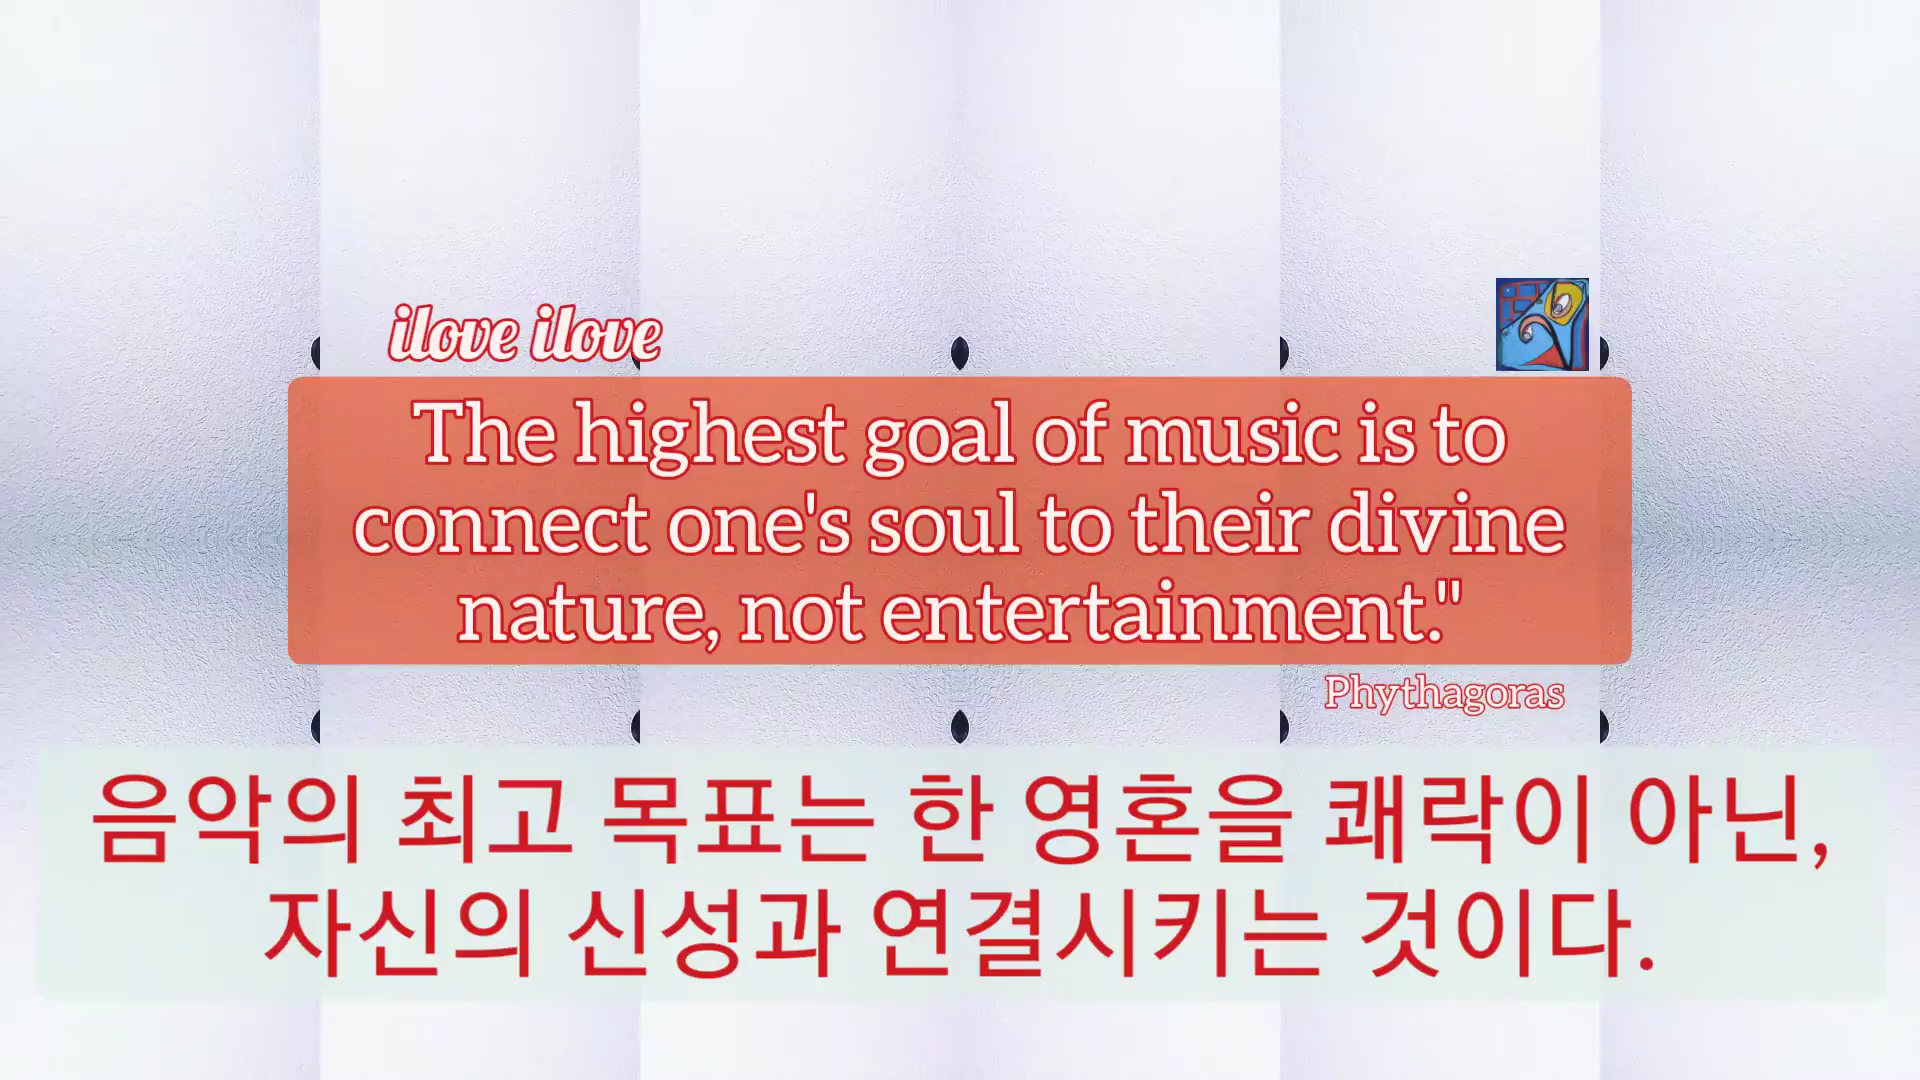 ilove ilove
The highest goal of music is to
connect one's soul to their divine
nature, not entertainment."
Phythagoras
음악의 최고 목표는 한 영혼을 쾌락이 아닌,
자신의 신성과 연결시키는 것이다.